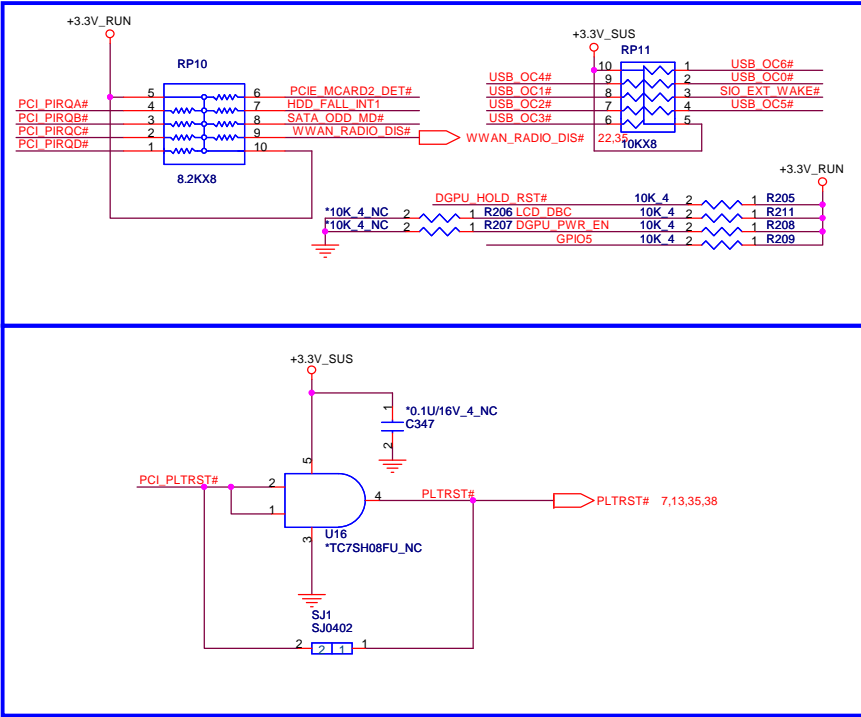 +3.3V_RUN
RP10
5 6 PCIE_MCARD2_DET#
PCI_PIRQA# 4 7 HDD_FALL_INT1
PCI_PIRQB# 3 8 SATA_ODD_MD#
PCI_PIRQC# 2 9 WWAN_RADIO_DIS#
PCI_PIRQD# 1 10
WWAN_RADIO_DIS# 22,35
8.2KX8
+3.3V_SUS
RP11
10 1 USB_OC6#
USB_OC4# 9 2 USB_OC0#
USB_OC1# 8 3 SIO_EXT_WAKE#
USB_OC2# 7 4 USB_OC5#
USB_OC3# 6 5
10KX8
+3.3V_RUN
DGPU_HOLD_RST# 10K_4 2 1 R205
*10K_4_NC 2 1 R206 LCD_DBC 10K_4 2 1 R211
*10K_4_NC 2 1 R207 DGPU_PWR_EN 10K_4 2 1 R208
GPIO5 10K_4 2 1 R209
+3.3V_SUS
1
*0.1U/16V_4_NC
C347
2
5
PCI_PLTRST# 2
1
4 PLTRST#
PLTRST# 7,13,35,38
3
U16
*TC7SH08FU_NC
SJ1
SJ0402
2 2 1 1